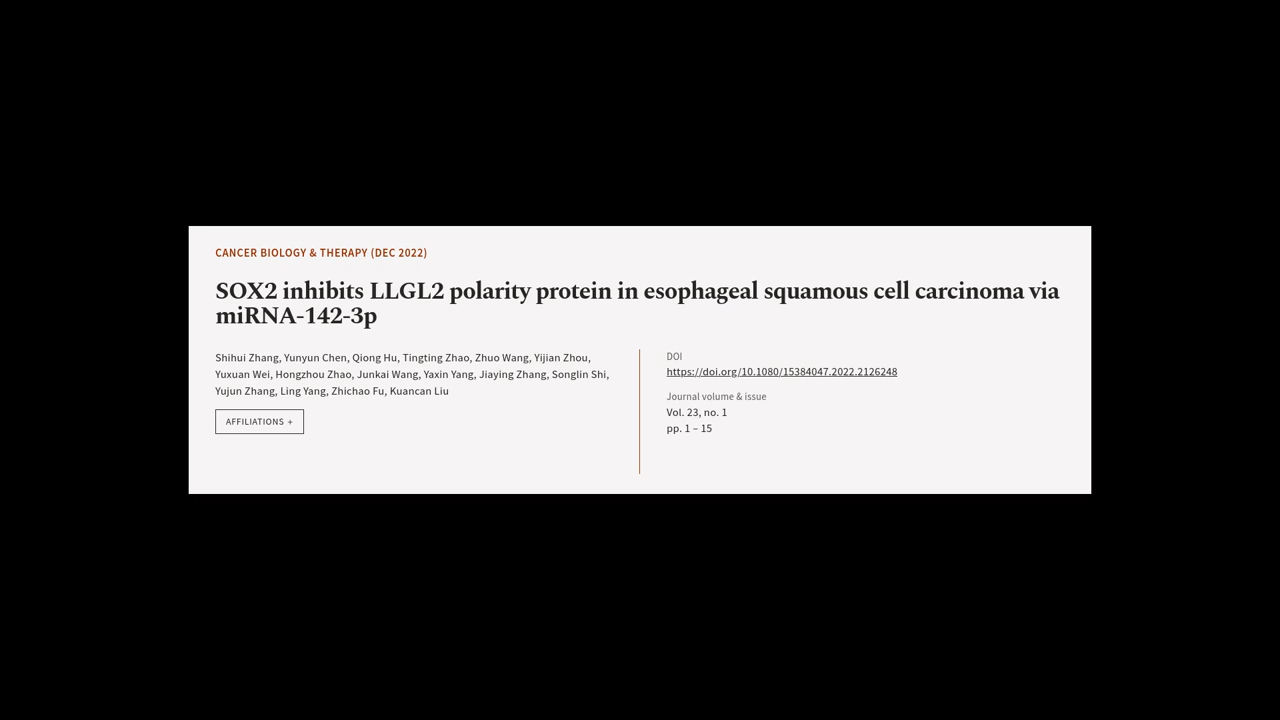 CANCER BIOLOGY & THERAPY (DEC 2022)
SOX2 inhibits LLGL2 polarity protein in esophageal squamous cell carcinoma via
miRNA-142-3p
Shihui Zhang, Yunyun Chen, Qiong Hu, Tingting Zhao, Zhuo Wang, Yijian Zhou,
Yuxuan Wei, Hongzhou Zhao, Junkai Wang, Yaxin Yang, Jiaying Zhang, Songlin Shi,
Yujun Zhang, Ling Yang, Zhichao Fu, Kuancan Liu
AFFILIATIONS +
DOI
https://doi.org/10.1080/15384047.2022.2126248
Journal volume & issue
Vol. 23, no. 1
pp. 1 – 15